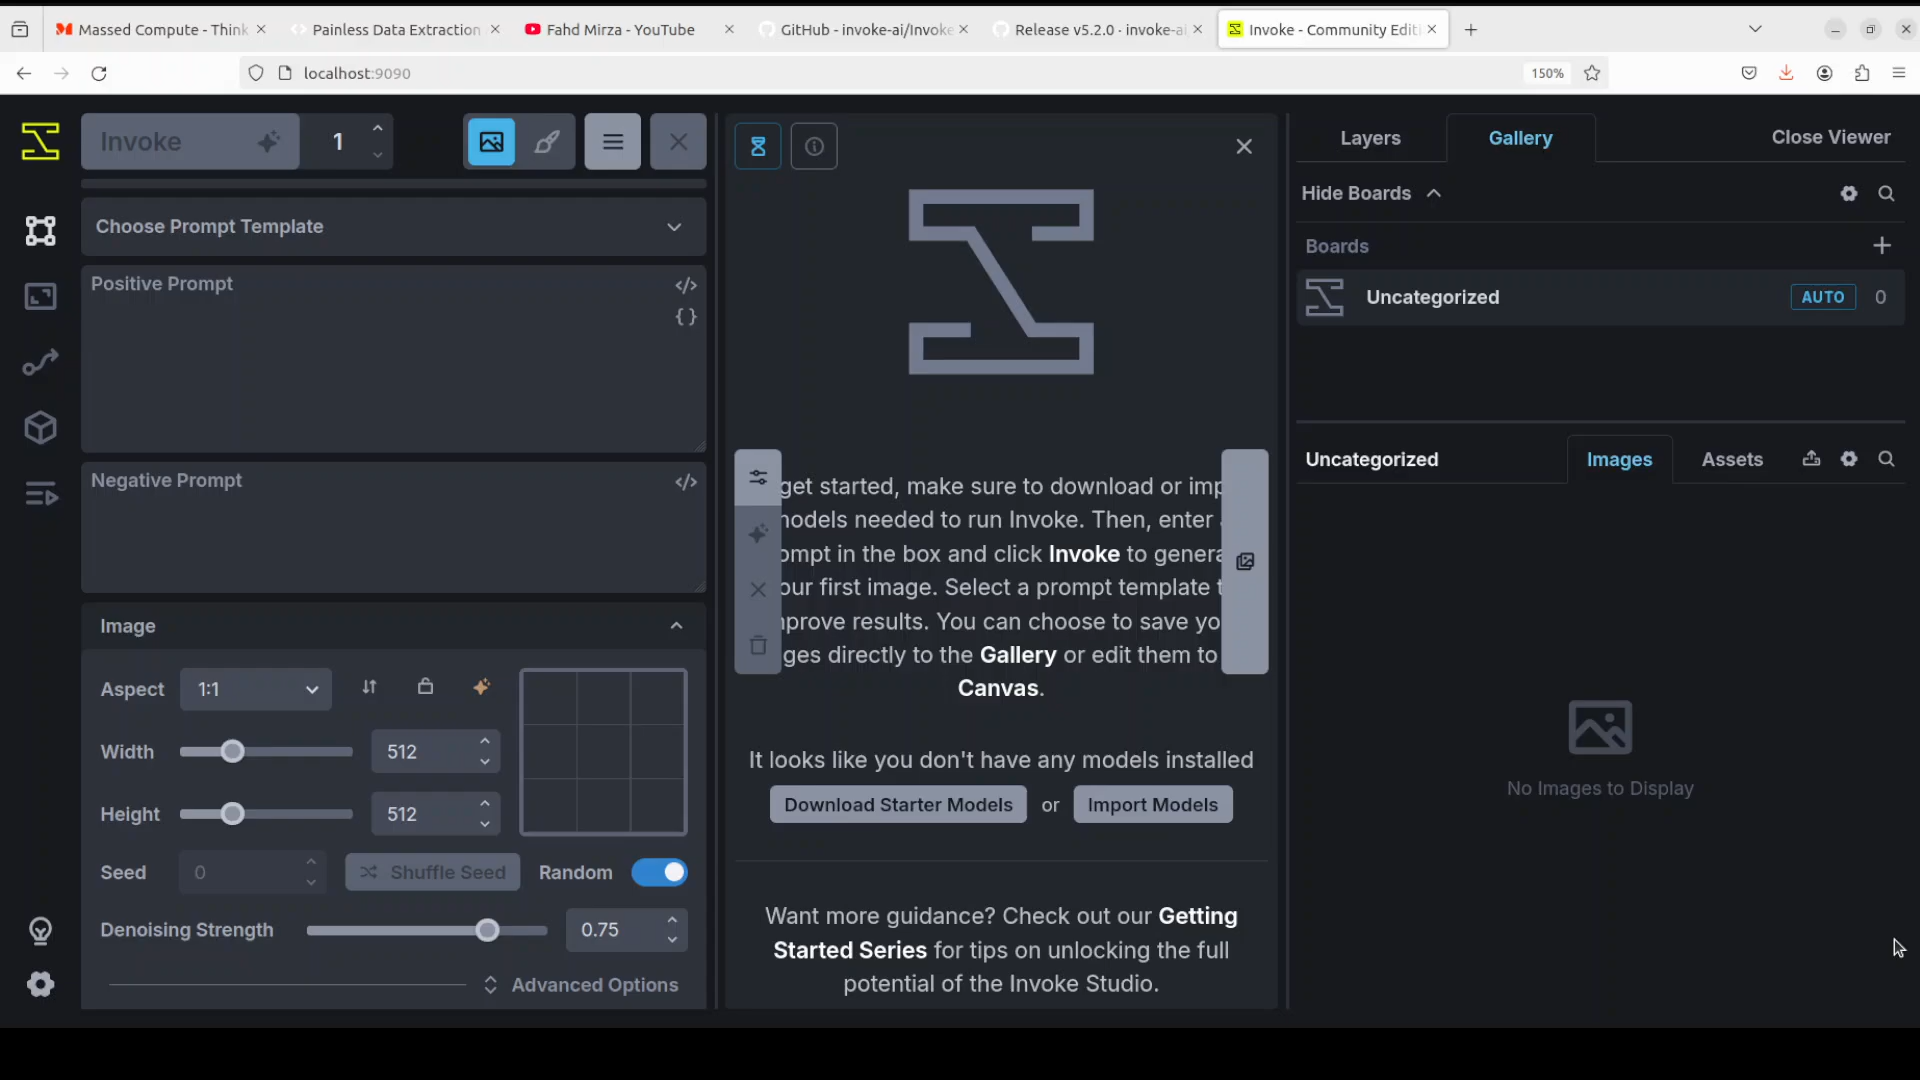 Massed Compute - Think
Painless Data Extraction
Fahd Mirza - YouTube
GitHub - invoke-ai/Invoke
Release v5.2.0 · invoke-ai
Invoke - Community Editi
localhost:9090
150%
Invoke
1
Choose Prompt Template
Positive Prompt
Negative Prompt
Image
Aspect
1:1
Width
512
Height
512
Seed
0
Shuffle Seed
Random
Denoising Strength
0.75
Advanced Options
get started, make sure to download or imp
odels needed to run Invoke. Then, enter
ompt in the box and click Invoke to genera
our first image. Select a prompt template t
prove results. You can choose to save yo
ges directly to the Gallery or edit them to
Canvas.
It looks like you don't have any models installed
Download Starter Models or Import Models
Want more guidance? Check out our Getting
Started Series for tips on unlocking the full
potential of the Invoke Studio.
Layers
Gallery
Close Viewer
Hide Boards
Boards
Uncategorized
AUTO
0
Uncategorized
Images
Assets
No Images to Display